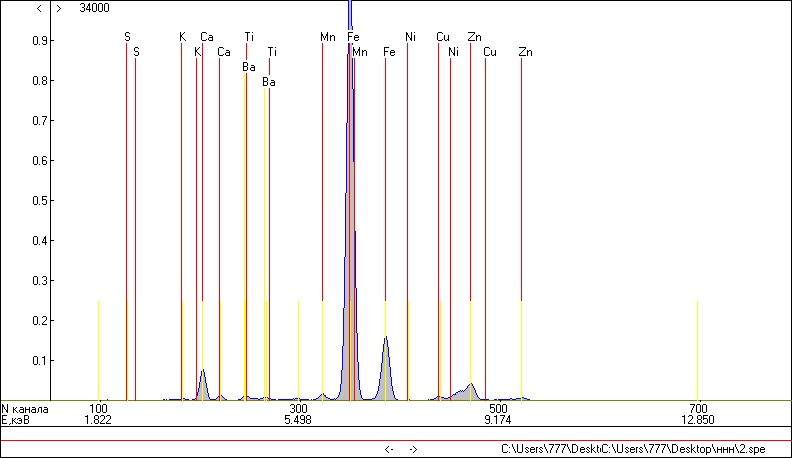 < > 34000
S K Ca Ti Mn Fe Ni Cu Zn
S K Ca Ti Mn Fe Ni Cu Zn
Ba
Ba
0.9
0.8
0.7
0.6
0.5
0.4
0.3
0.2
0.1
N канала 100 300 500 700
E,кэВ 1.822 5.498 9.174 12.850
<- -> C:\Users\777\Deskt C:\Users\777\Desktop\ннн\2.spe